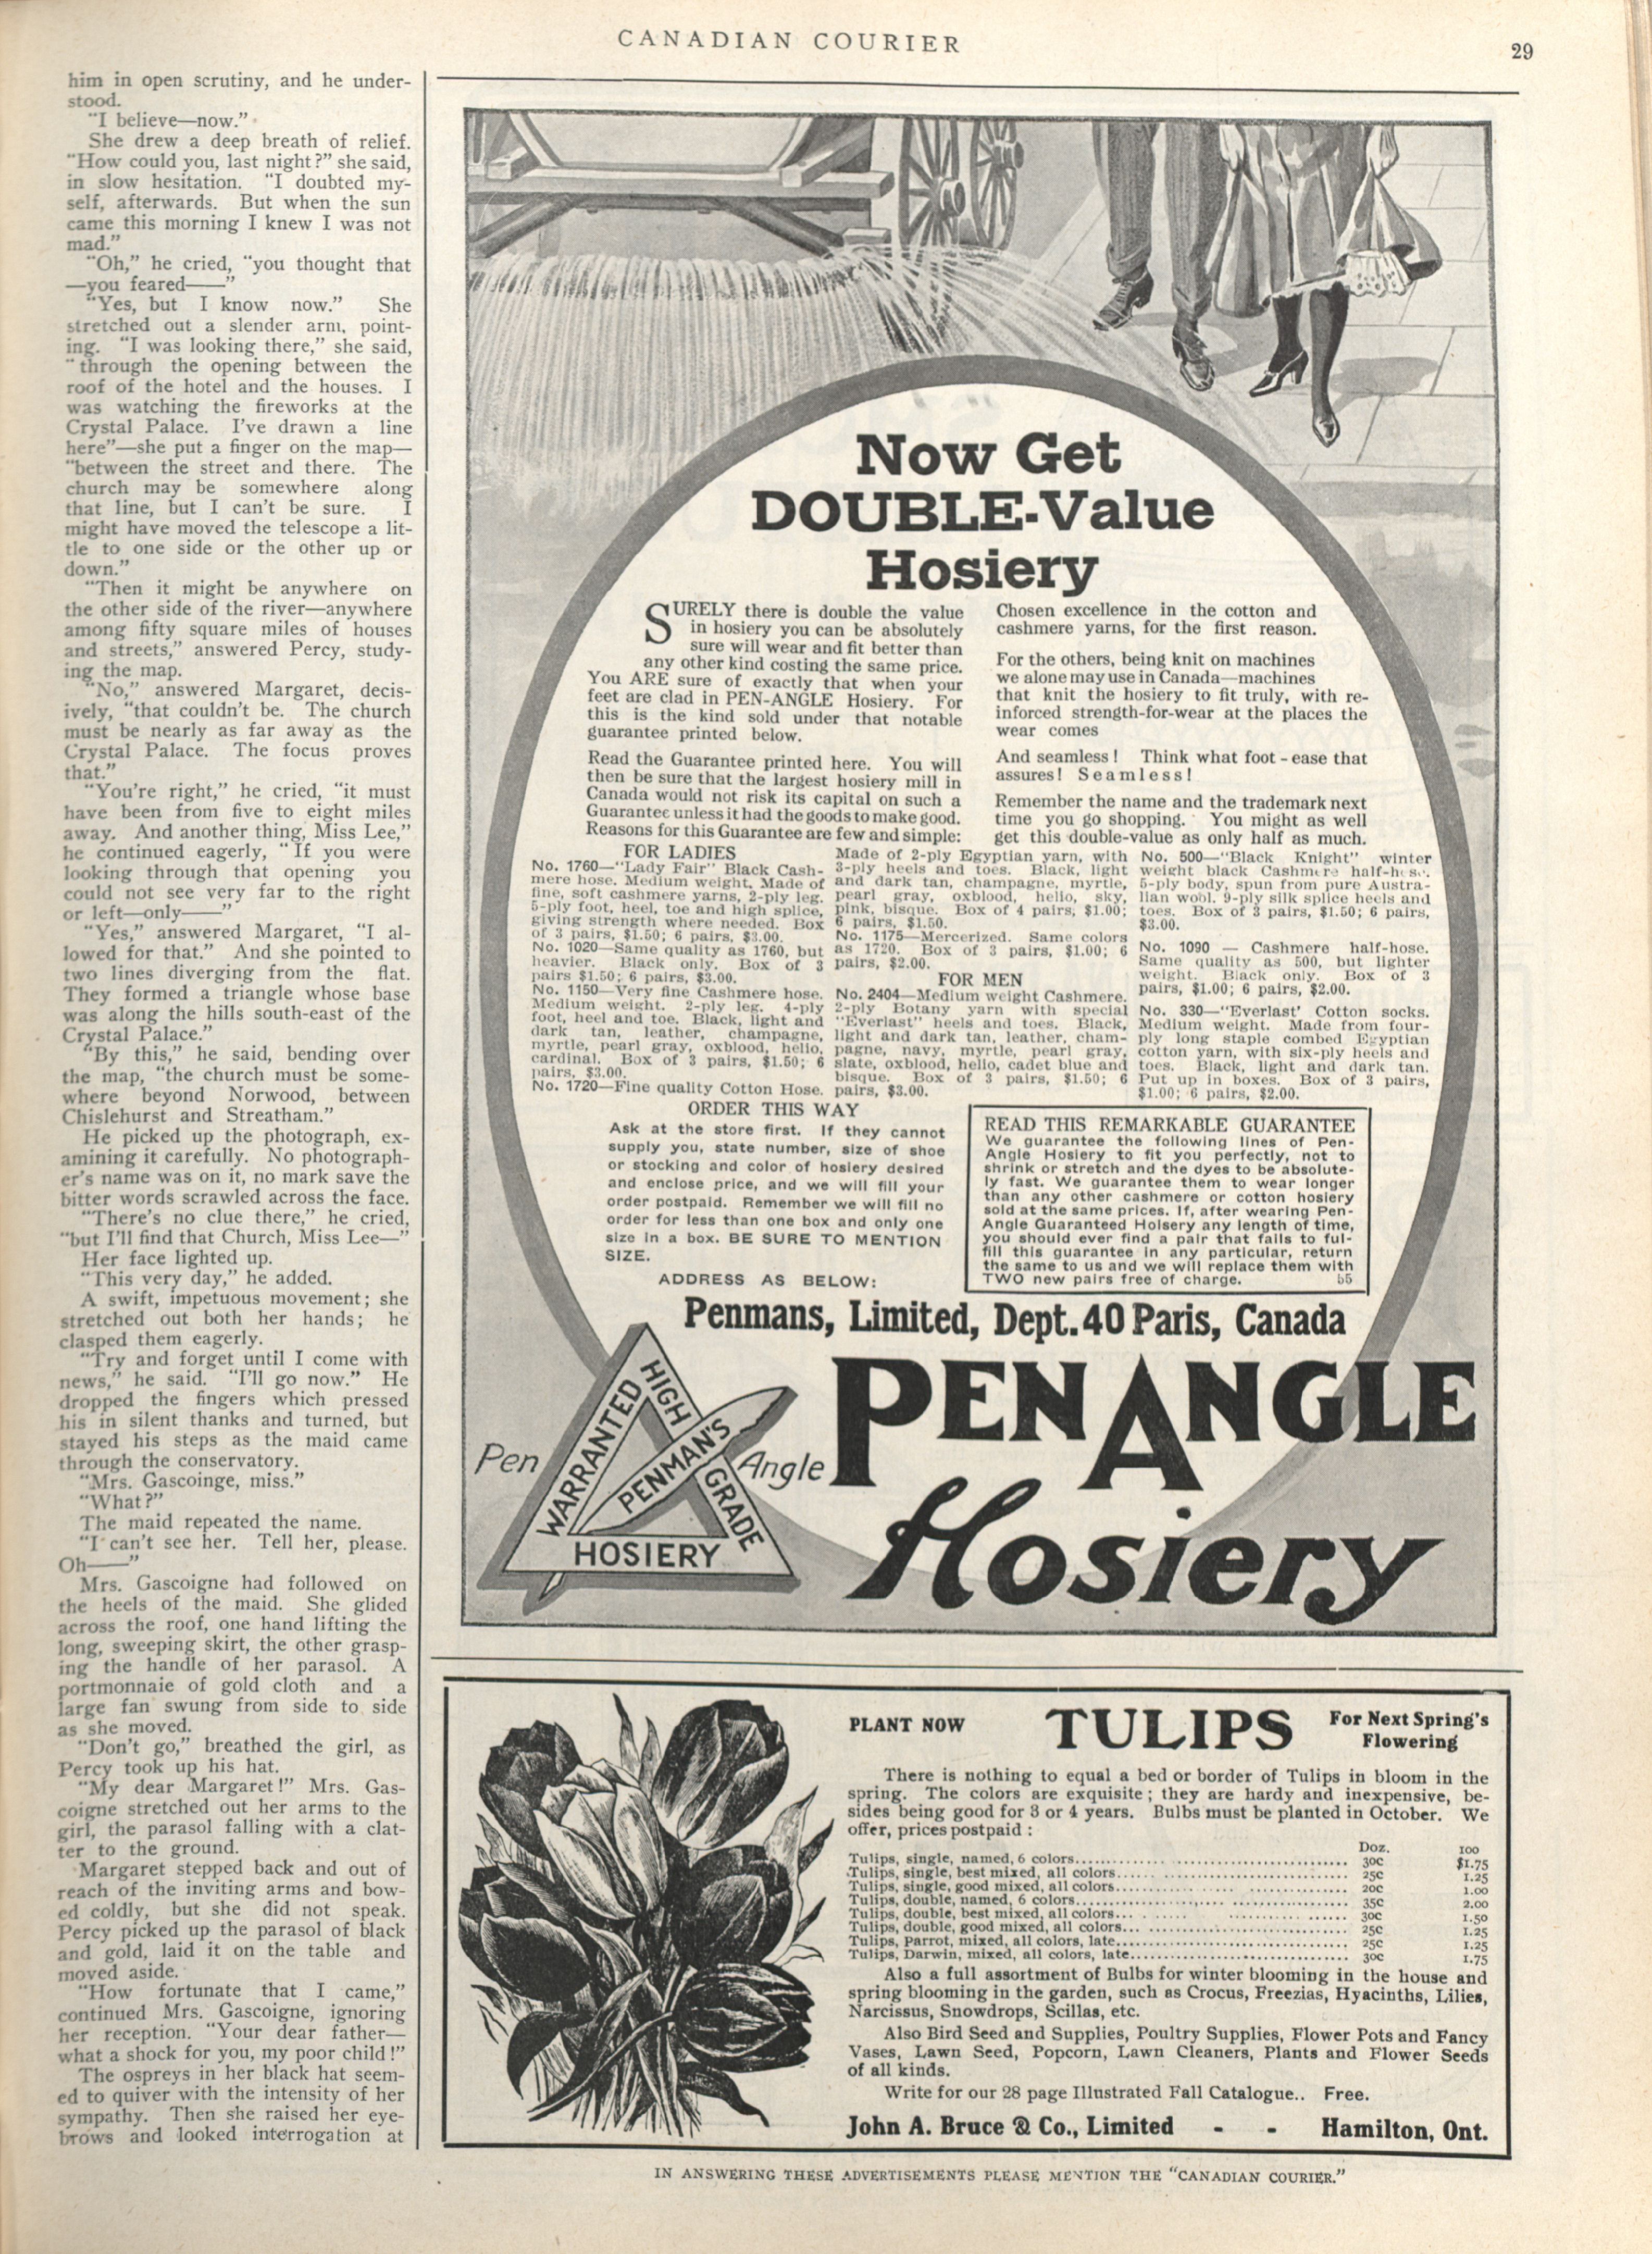 CANADIAN COURIER
29
him in open scrutiny, and he under-
stood.
"I believe—now."
She drew a deep breath of relief.
"How could you, last night?" she said,
in slow hesitation. "I doubted my-
self, afterwards. But when the sun
came this morning I knew I was not
mad."
"Oh," he cried, "you thought that
—you feared——"
"Yes, but I know now." She
stretched out a slender arm, point-
ing. "I was looking there," she said,
"through the opening between the
roof of the hotel and the houses. I
was watching the fireworks at the
Crystal Palace. I've drawn a line
here"—she put a finger on the map—
"between the street and there. The
church may be somewhere along
that line, but I can't be sure. I
might have moved the telescope a lit-
tle to one side or the other up or
down."
"Then it might be anywhere on
the other side of the river—anywhere
among fifty square miles of houses
and streets," answered Percy, study-
ing the map.
"No," answered Margaret, decis-
ively, "that couldn't be. The church
must be nearly as far away as the
Crystal Palace. The focus proves
that."
"You're right," he cried, "it must
have been from five to eight miles
away. And another thing, Miss Lee,"
he continued eagerly, "If you were
looking through that opening you
could not see very far to the right
or left—only——"
"Yes," answered Margaret, "I al-
lowed for that." And she pointed to
two lines diverging from the flat.
They formed a triangle whose base
was along the hills south-east of the
Crystal Palace."
"By this," he said, bending over
the map, "the church must be some-
where beyond Norwood, between
Chislehurst and Streatham."
He picked up the photograph, ex-
amining it carefully. No photograph-
er's name was on it, no mark save the
bitter words scrawled across the face.
"There's no clue there," he cried,
"but I'll find that Church, Miss Lee—"
Her face lighted up.
"This very day," he added.
A swift, impetuous movement; she
stretched out both her hands; he
clasped them eagerly.
"Try and forget until I come with
news," he said. "I'll go now." He
dropped the fingers which pressed
his in silent thanks and turned, but
stayed his steps as the maid came
through the conservatory.
"Mrs. Gascoinge, miss."
"What?"
The maid repeated the name.
"I can't see her. Tell her, please.
Oh——"
Mrs. Gascoigne had followed on
the heels of the maid. She glided
across the roof, one hand lifting the
long, sweeping skirt, the other grasp-
ing the handle of her parasol. A
portmonnaie of gold cloth and a
large fan swung from side to side
as she moved.
"Don't go," breathed the girl, as
Percy took up his hat.
"My dear Margaret!" Mrs. Gas-
coigne stretched out her arms to the
girl, the parasol falling with a clat-
ter to the ground.
Margaret stepped back and out of
reach of the inviting arms and bow-
ed coldly, but she did not speak.
Percy picked up the parasol of black
and gold, laid it on the table and
moved aside.
"How fortunate that I came,"
continued Mrs. Gascoigne, ignoring
her reception. "Your dear father—
what a shock for you, my poor child!"
The ospreys in her black hat seem-
ed to quiver with the intensity of her
sympathy. Then she raised her eye-
brows and looked interrogation at
Now Get
DOUBLE-Value
Hosiery
SURELY there is double the value
in hosiery you can be absolutely
sure will wear and fit better than
any other kind costing the same price.
You ARE sure of exactly that when your
feet are clad in PEN-ANGLE Hosiery. For
this is the kind sold under that notable
guarantee printed below.
Read the Guarantee printed here. You will
then be sure that the largest hosiery mill in
Canada would not risk its capital on such a
Guarantee unless it had the goods to make good.
Reasons for this Guarantee are few and simple:
Chosen excellence in the cotton and
cashmere yarns, for the first reason.
For the others, being knit on machines
we alone may use in Canada—machines
that knit the hosiery to fit truly, with re-
inforced strength-for-wear at the places the
wear comes
And seamless! Think what foot-ease that
assures! Seamless!
Remember the name and the trademark next
time you go shopping. You might as well
get this double-value as only half as much.
FOR LADIES
No. 1760—"Lady Fair" Black Cash-
mere hose. Medium weight. Made of
fine, soft cashmere yarns, 2-ply leg.
5-ply foot, heel, toe and high splice,
giving strength where needed. Box
of 3 pairs, $1.50; 6 pairs, $3.00.
No. 1020—Same quality as 1760, but
heavier. Black only. Box of 3
pairs $1.50; 6 pairs, $3.00.
No. 1150—Very fine Cashmere hose.
Medium weight. 2-ply leg. 4-ply
foot, heel and toe. Black, light and
dark tan, leather, champagne,
myrtle, pearl gray, oxblood, helio,
cardinal. Box of 3 pairs, $1.50; 6
pairs, $3.00.
No. 1720—Fine quality Cotton Hose.
Made of 2-ply Egyptian yarn, with
3-ply heels and toes. Black, light
and dark tan, champagne, myrtle,
pearl gray, oxblood, helio, sky,
pink, bisque. Box of 4 pairs, $1.00;
6 pairs, $1.50.
No. 1175—Mercerized. Same colors
as 1720. Box of 3 pairs, $1.00; 6
pairs, $2.00.
FOR MEN
No. 2404—Medium weight Cashmere.
2-ply Botany yarn with special
"Everlast" heels and toes. Black,
light and dark tan, leather, cham-
pagne, navy, myrtle, pearl gray,
slate, oxblood, helio, cadet blue and
bisque. Box of 3 pairs, $1.50; 6
pairs, $3.00.
No. 500—"Black Knight" winter
weight black Cashmere half-hose.
5-ply body, spun from pure Austra-
lian wool. 9-ply silk splice heels and
toes. Box of 3 pairs, $1.50; 6 pairs,
$3.00.
No. 1090 — Cashmere half-hose.
Same quality as 500, but lighter
weight. Black only. Box of 3
pairs, $1.00; 6 pairs, $2.00.
No. 330—"Everlast' Cotton socks.
Medium weight. Made from four-
ply long staple combed Egyptian
cotton yarn, with six-ply heels and
toes. Black, light and dark tan.
Put up in boxes. Box of 3 pairs,
$1.00; 6 pairs, $2.00.
ORDER THIS WAY
Ask at the store first. If they cannot
supply you, state number, size of shoe
or stocking and color of hosiery desired
and enclose price, and we will fill your
order postpaid. Remember we will fill no
order for less than one box and only one
size in a box. BE SURE TO MENTION
SIZE.
ADDRESS AS BELOW:
READ THIS REMARKABLE GUARANTEE
We guarantee the following lines of Pen-
Angle Hosiery to fit you perfectly, not to
shrink or stretch and the dyes to be absolute-
ly fast. We guarantee them to wear longer
than any other cashmere or cotton hosiery
sold at the same prices. If, after wearing Pen-
Angle Guaranteed Hoisery any length of time,
you should ever find a pair that fails to ful-
fill this guarantee in any particular, return
the same to us and we will replace them with
TWO new pairs free of charge. b5
Penmans, Limited, Dept. 40 Paris, Canada
Pen
WARRANTED
HIGH
PENMAN'S
GRADE
HOSIERY
Angle
PENANGLE
Hosiery
PLANT NOW
TULIPS
For Next Spring's
Flowering
There is nothing to equal a bed or border of Tulips in bloom in the
spring. The colors are exquisite; they are hardy and inexpensive, be-
sides being good for 3 or 4 years. Bulbs must be planted in October. We
offer, prices postpaid:
Doz. 100
Tulips, single, named, 6 colors 30c $1.75
Tulips, single, best mixed, all colors 25c 1.25
Tulips, single, good mixed, all colors 20c 1.00
Tulips, double, named, 6 colors 35c 2.00
Tulips, double, best mixed, all colors 30c 1.50
Tulips, double, good mixed, all colors 25c 1.25
Tulips, Parrot, mixed, all colors, late 25c 1.25
Tulips, Darwin, mixed, all colors, late 30c 1.75
Also a full assortment of Bulbs for winter blooming in the house and
spring blooming in the garden, such as Crocus, Freezias, Hyacinths, Lilies,
Narcissus, Snowdrops, Scillas, etc.
Also Bird Seed and Supplies, Poultry Supplies, Flower Pots and Fancy
Vases, Lawn Seed, Popcorn, Lawn Cleaners, Plants and Flower Seeds
of all kinds.
Write for our 28 page Illustrated Fall Catalogue.. Free.
John A. Bruce & Co., Limited - - Hamilton, Ont.
IN ANSWERING THESE ADVERTISEMENTS PLEASE MENTION THE "CANADIAN COURIER."